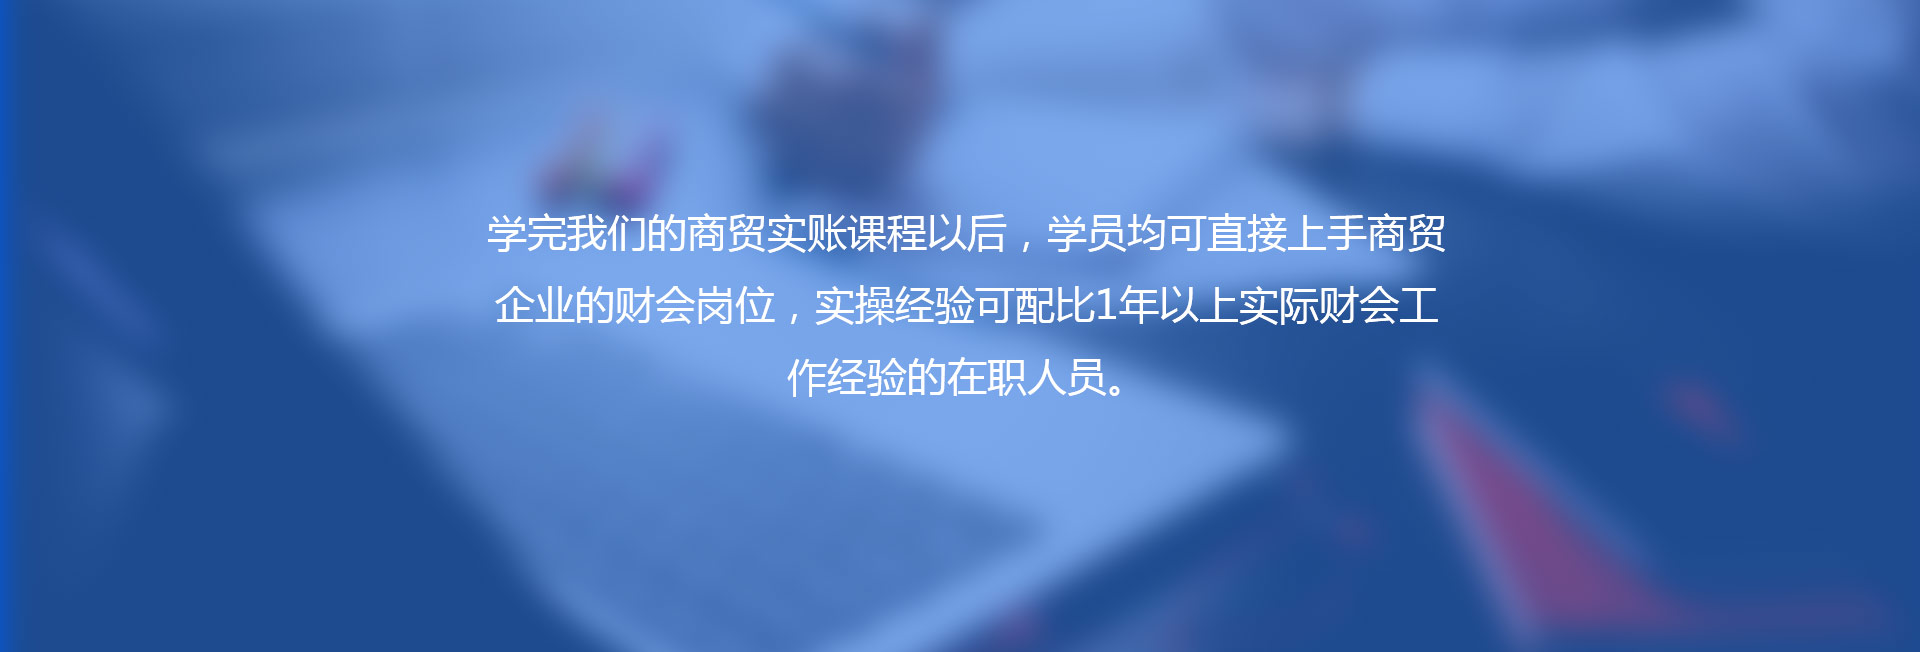 学完我们的商贸实账课程以后，学员均可直接上手商贸
企业的财会岗位，实操经验可配比1年以上实际财会工
作经验的在职人员。